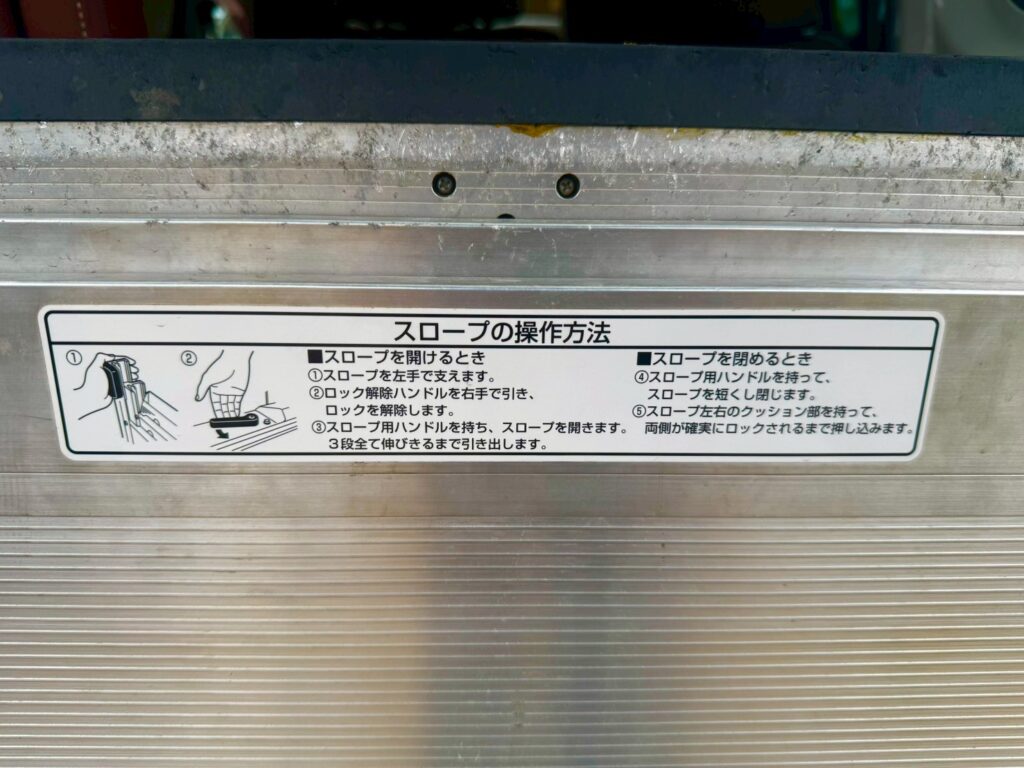 スロープの操作方法
① ②
■スロープを開けるとき
①スロープを左手で支えます。
②ロック解除ハンドルを右手で引き、
ロックを解除します。
③スロープ用ハンドルを持ち、スロープを開きます。
3段全て伸びきるまで引き出します。
■スロープを閉めるとき
④スロープ用ハンドルを持って、
スロープを短くし閉じます。
⑤スロープ左右のクッション部を持って、
両側が確実にロックされるまで押し込みます。